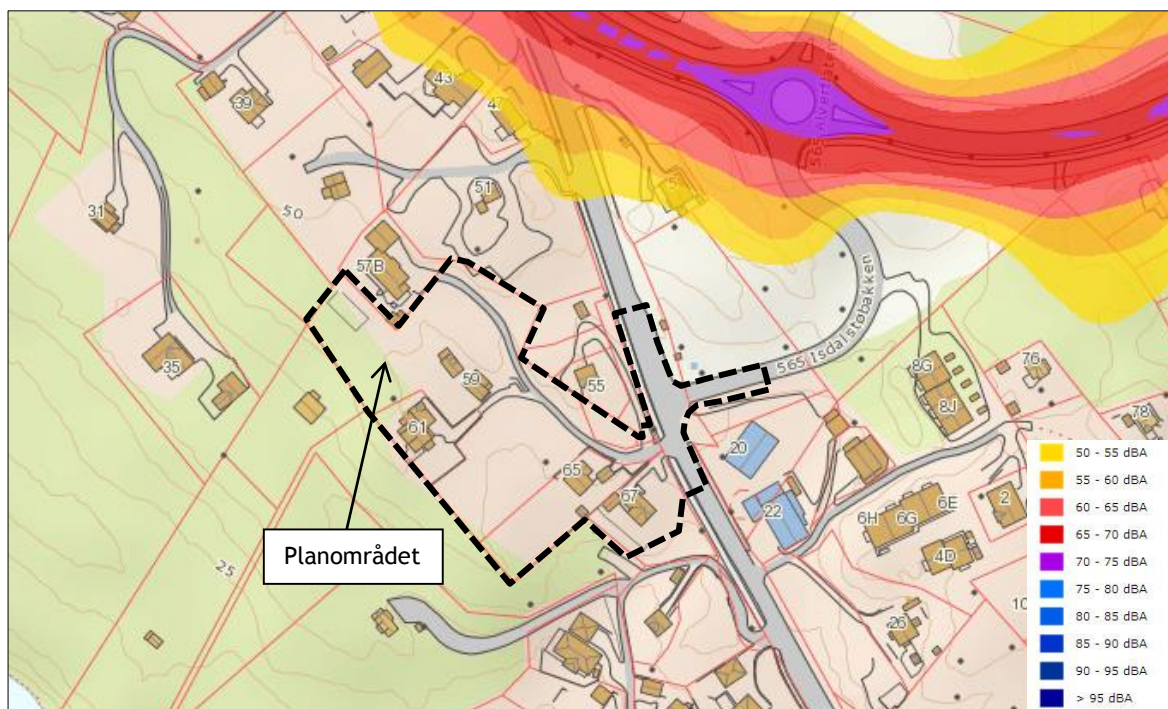 39
43
47
565 Alverflaten
51
5
31
50
57B
35
59
55
565 Isdalstøbakken
8G
76
8J
78
61
20
65
67
22
6H
6G
6E
2
4D
Planområdet
25
26
10
50 - 55 dBA
55 - 60 dBA
60 - 65 dBA
65 - 70 dBA
70 - 75 dBA
75 - 80 dBA
80 - 85 dBA
85 - 90 dBA
90 - 95 dBA
> 95 dBA